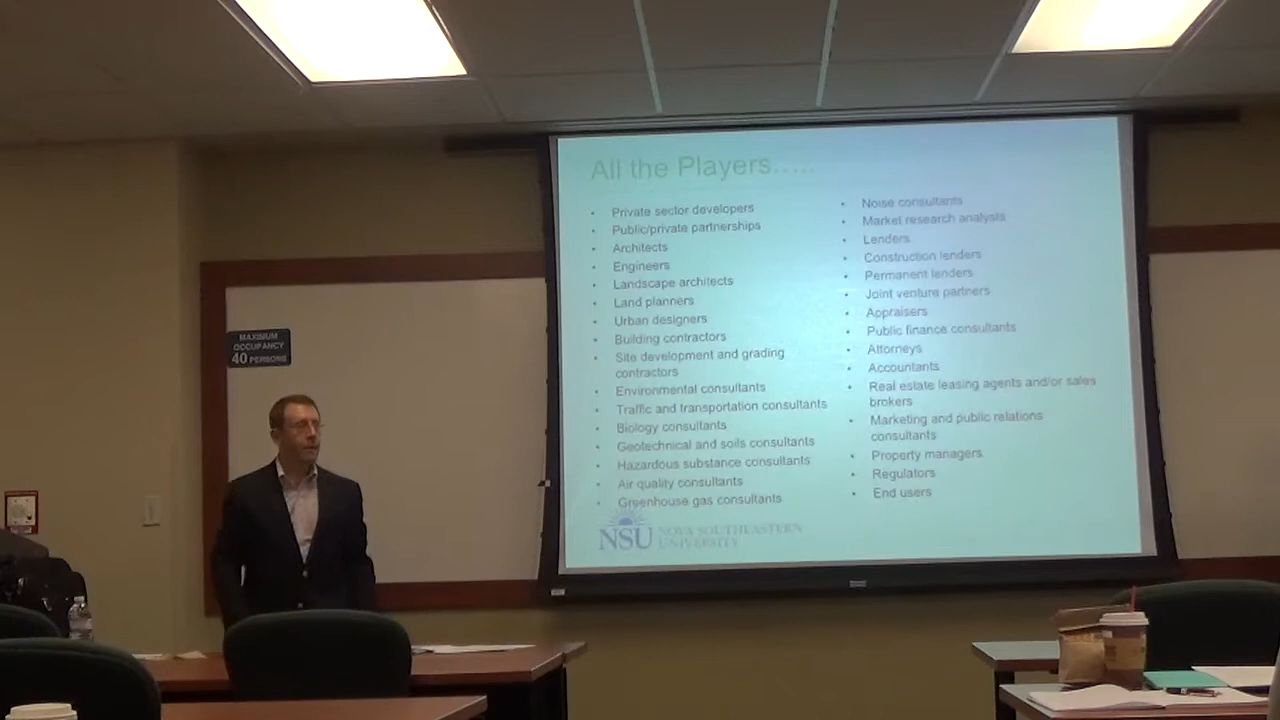 All the Players.....
• Private sector developers
• Public/private partnerships
• Architects
• Engineers
• Landscape architects
• Land planners
• Urban designers
• Building contractors
• Site development and grading
contractors
• Environmental consultants
• Traffic and transportation consultants
• Biology consultants
• Geotechnical and soils consultants
• Hazardous substance consultants
• Air quality consultants
• Greenhouse gas consultants
• Noise consultants
• Market research analysts
• Lenders
• Construction lenders
• Permanent lenders
• Joint venture partners
• Appraisers
• Public finance consultants
• Attorneys
• Accountants
• Real estate leasing agents and/or sales
brokers
• Marketing and public relations
consultants
• Property managers
• Regulators
• End users
NSU NOVA SOUTHEASTERN
UNIVERSITY
MAXIMUM
OCCUPANCY
40 PERSONS